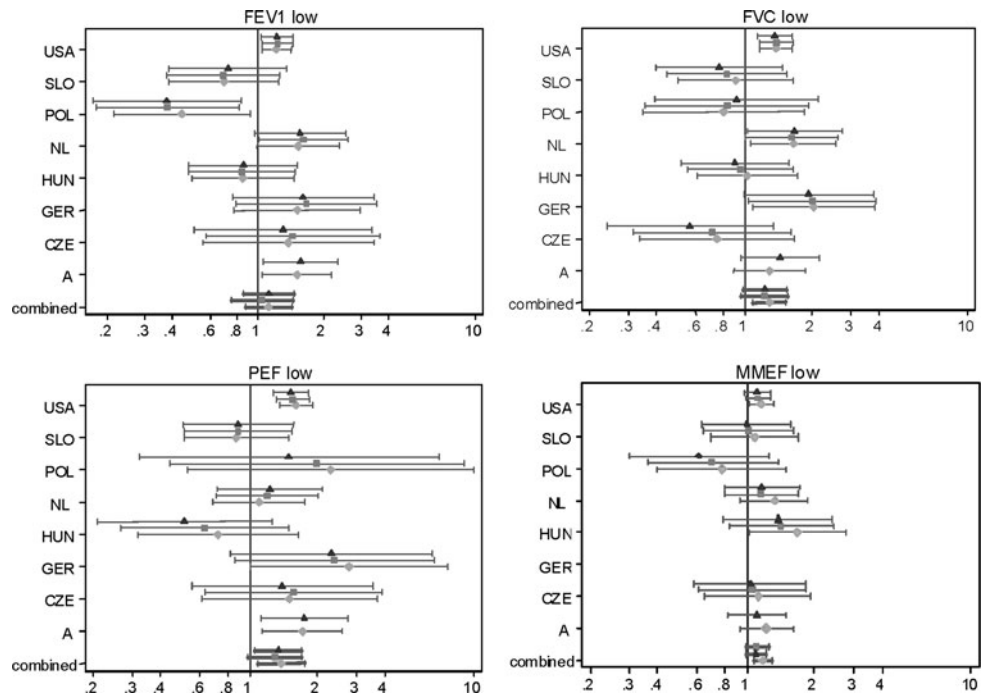 FEV1 low
USA
SLO
POL
NL
HUN
GER
CZE
A
combined
.2 .3 .4 .6 .8 1 2 3 4 10
FVC low
USA
SLO
POL
NL
HUN
GER
CZE
A
combined
.2 .3 .4 .6 .8 1 2 3 4 10
PEF low
USA
SLO
POL
NL
HUN
GER
CZE
A
combined
.2 .3 .4 .6 .8 1 2 3 4 10
MMEF low
USA
SLO
POL
NL
HUN
GER
CZE
A
combined
.2 .3 .4 .6 .8 1 2 3 4 10